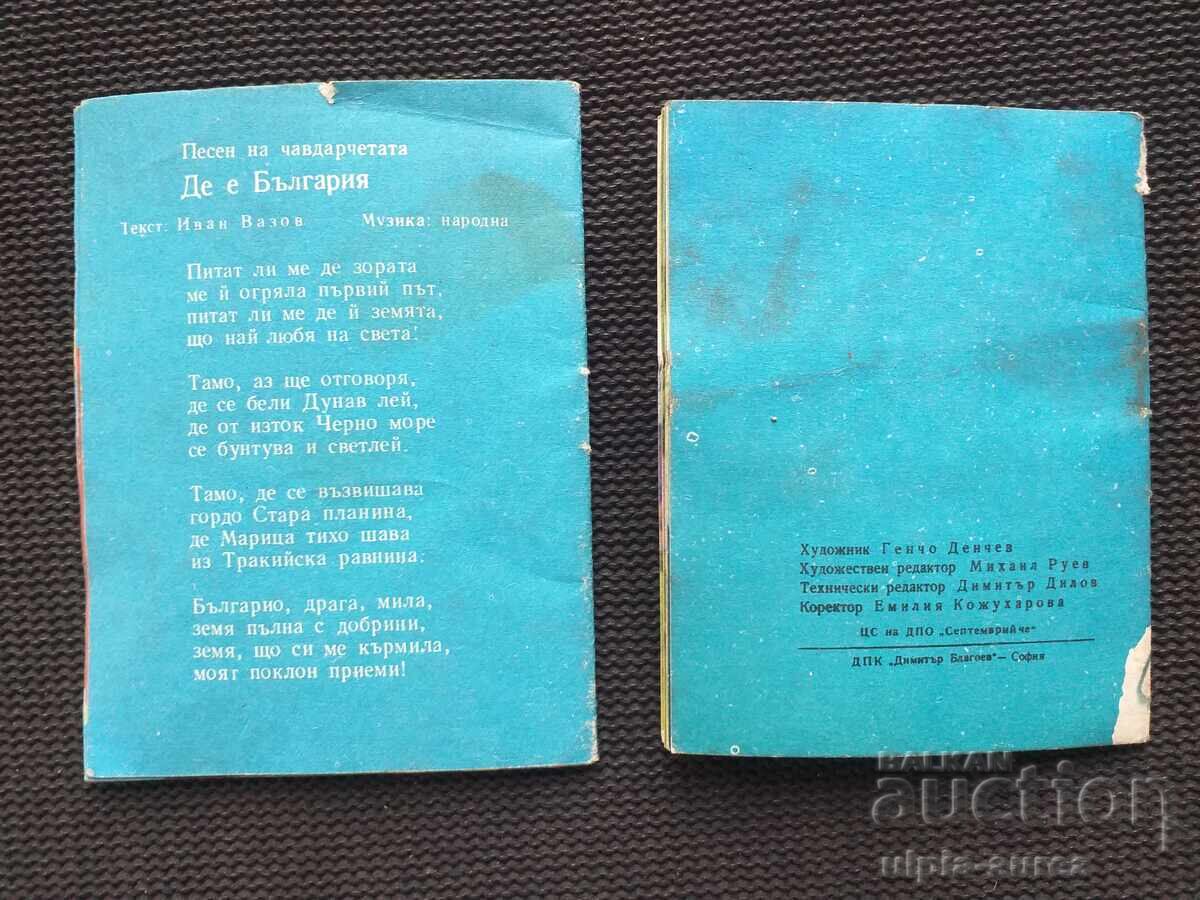 Песен на чавдарчетата
Де е България
Текст: Иван Вазов Музика: народна
Питат ли ме де зората
ме й огряла първий път,
питат ли ме де й земята,
що най любя на света!
Тамо, аз ще отговоря,
де се бели Дунав лей,
де от изток Черно море
се бунтува и светлей.
Тамо, де се възвишава
гордо Стара планина,
де Марица тихо шава
из Тракийска равнина.
Българио, драга, мила,
земя пълна с добрини,
земя, що си ме кърмила,
моят поклон приеми!
Художник Генчо Денчев
Художествен редактор Михаил Руев
Технически редактор Димитър Дилов
Коректор Емилия Кожухарова
ЦС на ДПО „Септемврийче“
ДПК „Димитър Благоев“ — София
BALKAN
auction
ulpia-aurea